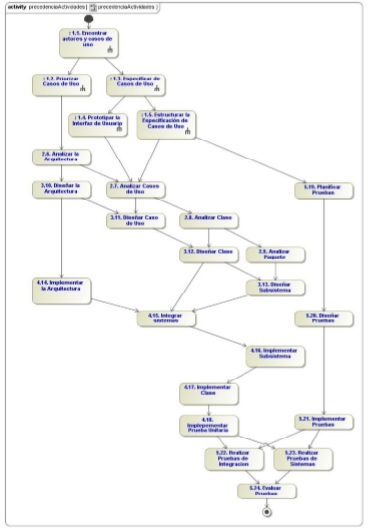 activity precedenciaActividades [ precedenciaActividades ]
: 1.1. Encontrar
actores y casos de
uso
: 1.2. Priorizar
Casos de Uso
: 1.3. Especificar de
Casos de Uso
: 1.4. Prototipar la
Interfaz de Usuario
: 1.5. Estructurar la
Especificación de
Casos de Uso
2.6. Analizar la
Arquitectura
2.7. Analizar Casos
de Uso
5.19. Planificar
Pruebas
3.10. Diseñar la
Arquitectura
3.11. Diseñar Caso
de Uso
2.8. Analizar Clase
3.12. Diseñar Clase
2.9. Analizar
Paquete
3.13. Diseñar
Subsistema
4.14. Implementar
la Arquitectura
4.15. Integrar
sistemas
5.20. Diseñar
Pruebas
4.16. Implementar
Subsistema
4.17. Implementar
Clase
4.18.
Implepementar
Prueba Unitaria
5.21. Implementar
Pruebas
5.22. Realizar
Pruebas de
Integracion
5.23. Realizar
Pruebas de
Sistemas
5.24. Evaluar
Pruebas